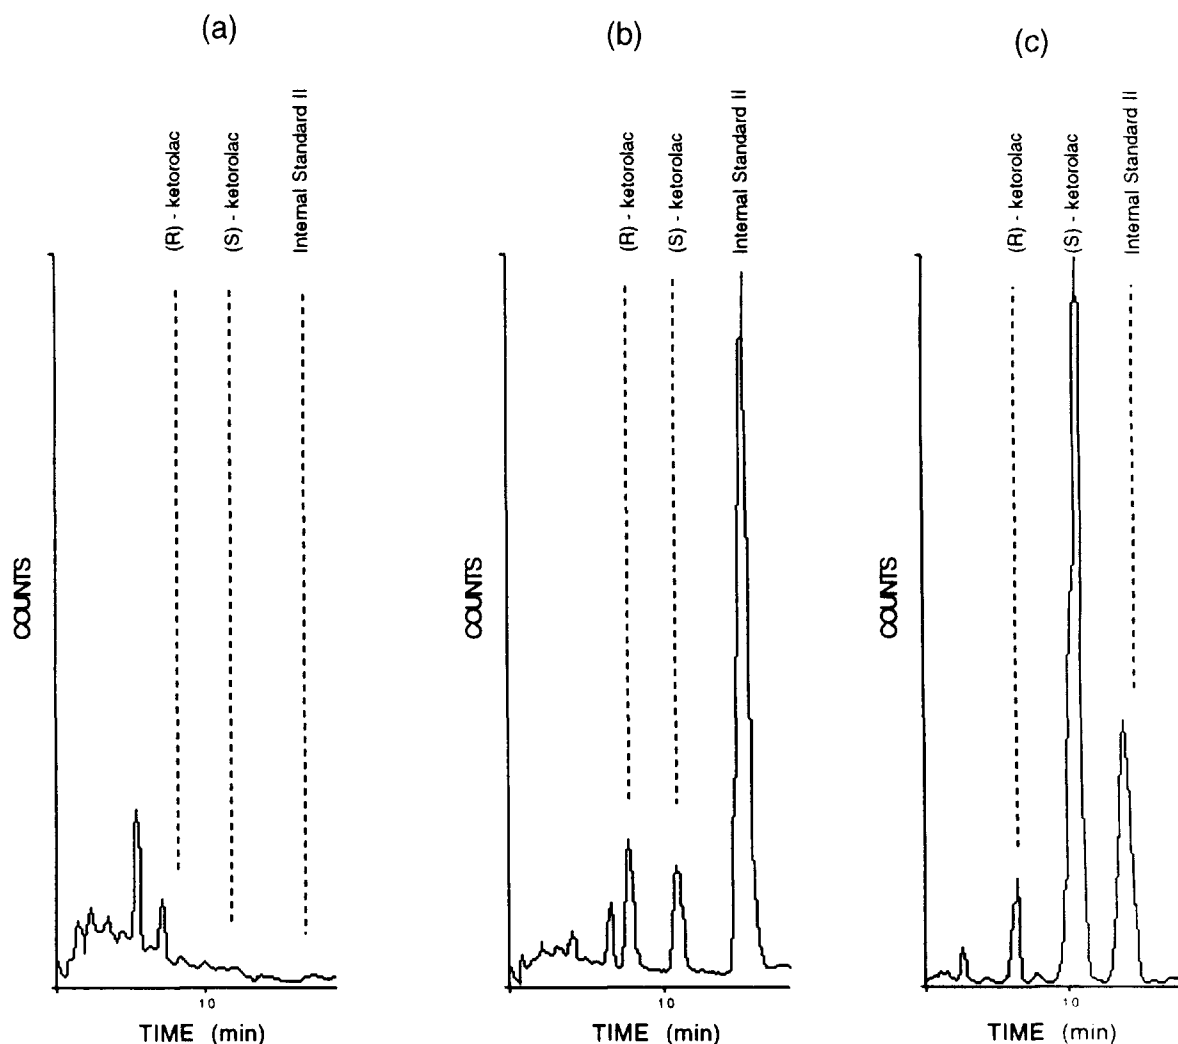 (a)
(R) - ketorolac
(S) - ketorolac
Internal Standard II
COUNTS
10
TIME (min)
(b)
(R) - ketorolac
(S) - ketorolac
Internal Standard II
COUNTS
10
TIME (min)
(c)
(R) - ketorolac
(S) - ketorolac
Internal Standard II
COUNTS
10
TIME (min)